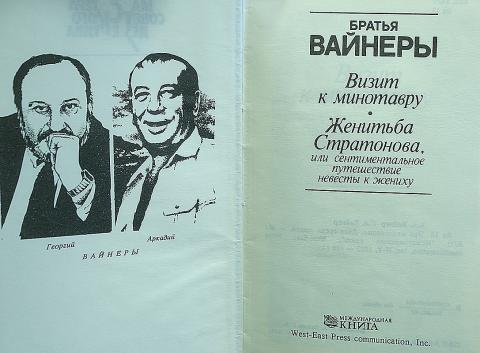 Георгий
Аркадий
ВАЙНЕРЫ
БРАТЬЯ
ВАЙНЕРЫ
Визит
к минотавру
•
Женитьба
Стратонова,
или сентиментальное
путешествие
невесты к жениху
МЕЖДУНАРОДНАЯ
КНИГА
West-East Press communication, Inc.